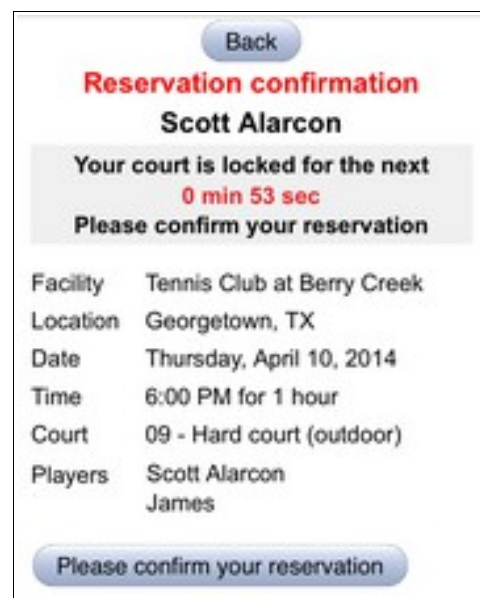 Back
Reservation confirmation
Scott Alarcon
Your court is locked for the next
0 min 53 sec
Please confirm your reservation
Facility Tennis Club at Berry Creek
Location Georgetown, TX
Date Thursday, April 10, 2014
Time 6:00 PM for 1 hour
Court 09 - Hard court (outdoor)
Players Scott Alarcon
James
Please confirm your reservation